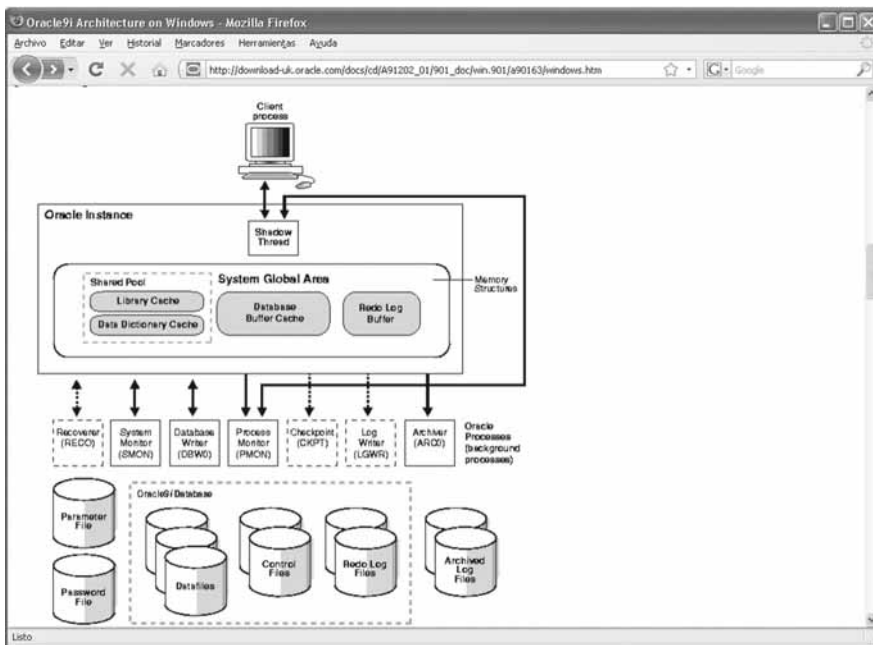 Oracle9i Architecture on Windows - Mozilla Firefox
Archivo Editar Ver Historial Marcadores Herramientas Ayuda
http://download-uk.oracle.com/docs/cd/A91202_01/901_doc/win.901/a90163/windows.htm
G Google
Client
process
Oracle Instance
Shadow
Thread
System Global Area
Shared Pool
Library Cache
Data Dictionary Cache
Database
Buffer Cache
Redo Log
Buffer
Memory
Structures
Recoverer
(RECO)
System
Monitor
(SMON)
Database
Writer
(DBW0)
Process
Monitor
(PMON)
Checkpoint
(CKPT)
Log
Writer
(LGWR)
Archiver
(ARC0)
Oracle
Processes
(background
processes)
Parameter
File
Password
File
Oracle9i Database
Datafiles
Control
Files
Redo Log
Files
Archived
Log
Files
Listo